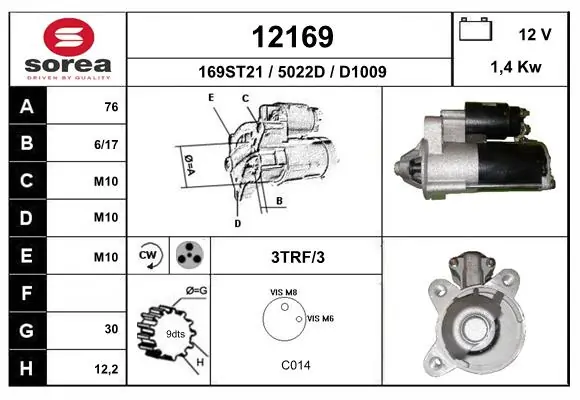 sorea
DRIVEN BY QUALITY
12169
169ST21 / 5022D / D1009
12 V
1,4 Kw
A 76
B 6/17
C M10
D M10
E M10
F
G 30
H 12,2
E
C
Ø=A
B
D
CW
3TRF/3
Ø=G
9dts
H
VIS M8
VIS M6
C014